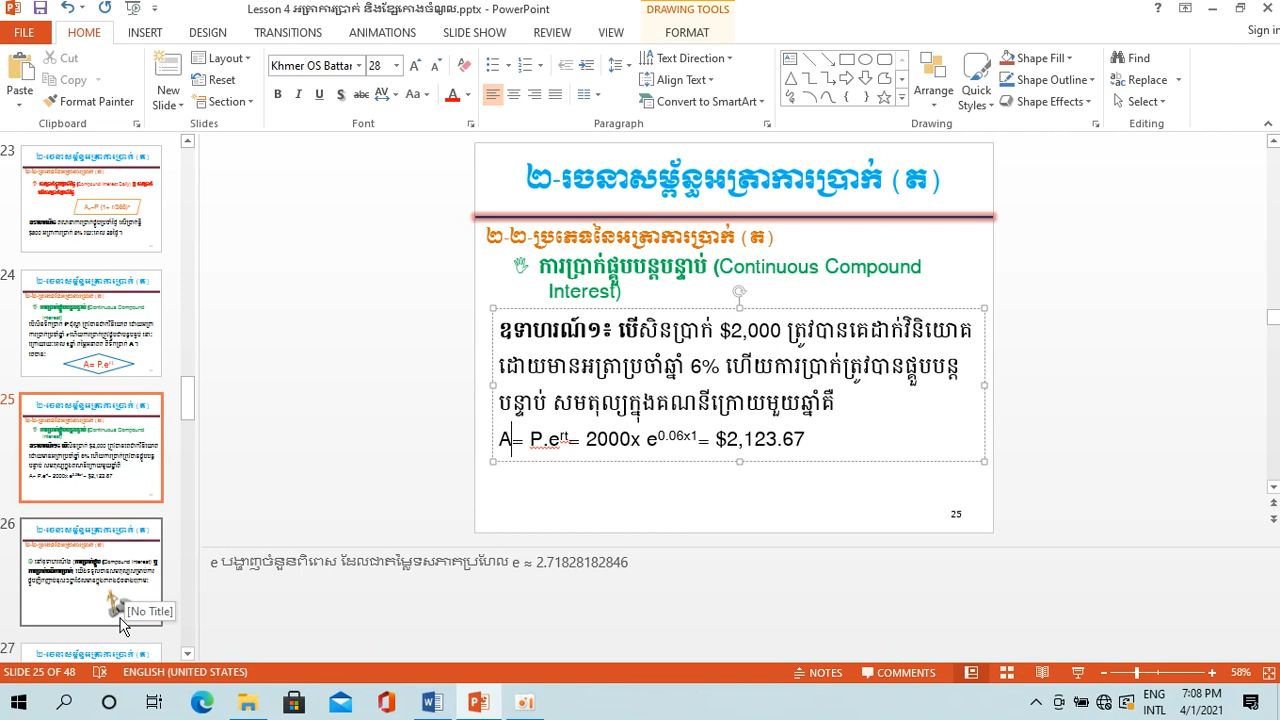 Lesson 4 អត្រាការប្រាក់ និងខ្សែកោងចំណូល.pptx - PowerPoint
DRAWING TOOLS
Sign in
FILE HOME INSERT DESIGN TRANSITIONS ANIMATIONS SLIDE SHOW REVIEW VIEW FORMAT
Paste
Cut
Copy
Format Painter
Clipboard
New Slide
Layout
Reset
Section
Slides
Khmer OS Battar 28
Font
Paragraph
Text Direction
Align Text
Convert to SmartArt
Arrange
Quick Styles
Shape Fill
Shape Outline
Shape Effects
Drawing
Find
Replace
Select
Editing
23
24
A= P.e^rt
25
26
[No Title]
27
២-រចនាសម្ព័ន្ធអត្រាការប្រាក់ (ត)
២-២-ប្រភេទនៃអត្រាការប្រាក់ (ត)
ការប្រាក់ផ្គួបបន្តបន្ទាប់ (Continuous Compound
Interest)
ឧទាហរណ៍១៖ បើសិនប្រាក់ $2,000 ត្រូវបានគេដាក់វិនិយោគ
ដោយមានអត្រាប្រចាំឆ្នាំ 6% ហើយការប្រាក់ត្រូវបានផ្គួបបន្ត
បន្ទាប់ សមតុល្យក្នុងគណនីក្រោយមួយឆ្នាំគឺ
A= P.e^rt= 2000x e^0.06x1= $2,123.67
25
e បង្ហាញចំនួនពិសេស ដែលជាតម្លៃទសភាគប្រហែល e ≈ 2.71828182846
SLIDE 25 OF 48 ENGLISH (UNITED STATES) NOTES COMMENTS 58%
ENG
INTL
7:08 PM
4/1/2021